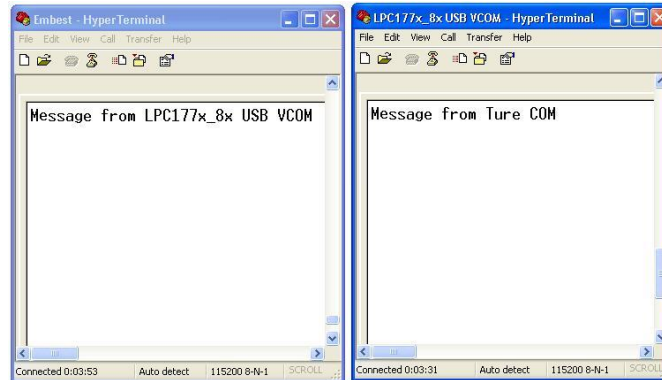 Embest - HyperTerminal
File Edit View Call Transfer Help
Message from LPC177x_8x USB VCOM
Connected 0:03:53 Auto detect 115200 8-N-1 SCROLL
LPC177x_8x USB VCOM - HyperTerminal
File Edit View Call Transfer Help
Message from Ture COM
Connected 0:03:31 Auto detect 115200 8-N-1 SCROLL